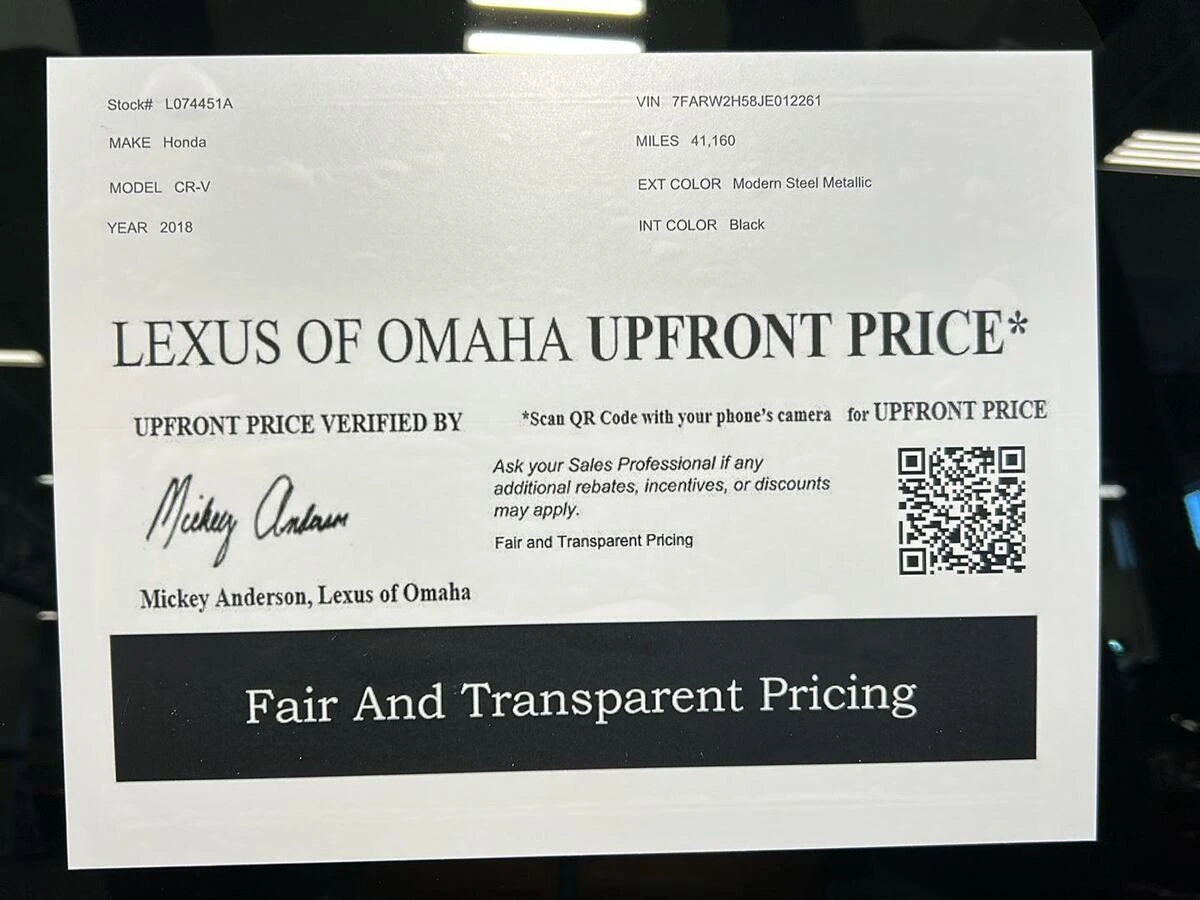 Stock# L074451A
VIN 7FARW2H58JE012261
MAKE Honda
MILES 41,160
MODEL CR-V
EXT COLOR Modern Steel Metallic
YEAR 2018
INT COLOR Black
LEXUS OF OMAHA UPFRONT PRICE*
UPFRONT PRICE VERIFIED BY
*Scan QR Code with your phone's camera for UPFRONT PRICE
Mickey Anderson
Ask your Sales Professional if any
additional rebates, incentives, or discounts
may apply.
Fair and Transparent Pricing
Mickey Anderson, Lexus of Omaha
Fair And Transparent Pricing